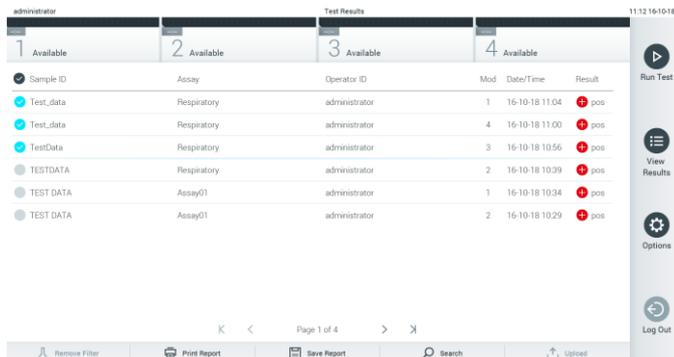 administrator Test Results 11:12 16-10-18
1 Available 2 Available 3 Available 4 Available
Sample ID Assay Operator ID Mod Date/Time Result
Test_data Respiratory administrator 1 16-10-18 11:04 pos
Test_data Respiratory administrator 4 16-10-18 11:00 pos
TestData Respiratory administrator 3 16-10-18 10:56 pos
TESTDATA Respiratory administrator 2 16-10-18 10:39 pos
TEST DATA Assay01 administrator 1 16-10-18 10:34 pos
TEST DATA Assay01 administrator 2 16-10-18 10:29 pos
Page 1 of 4
Remove Filter Print Report Save Report Search Upload
Run Test
View
Results
Options
Log Out